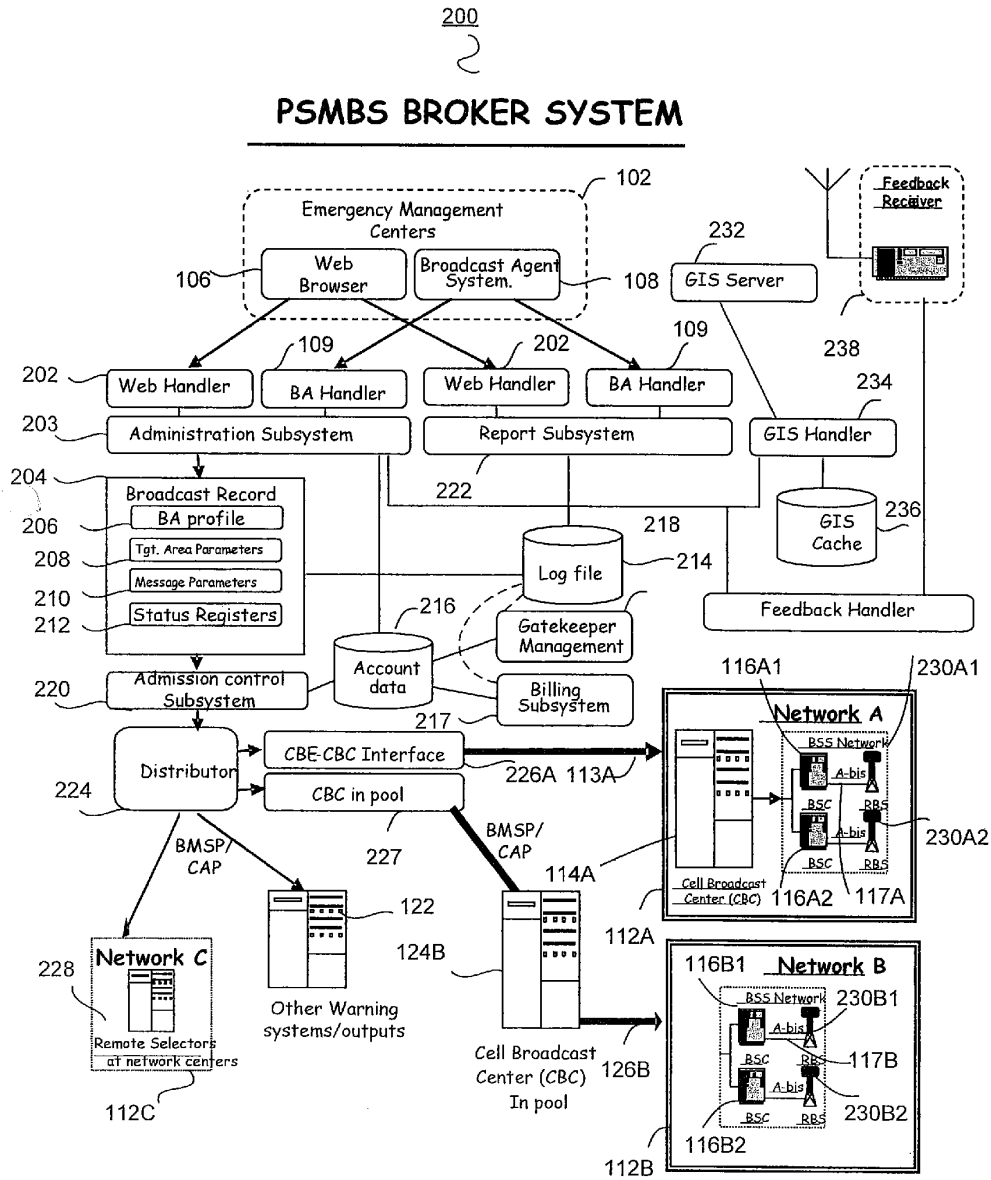 200
PSMBS BROKER SYSTEM
102
Emergency Management
Centers
106
Web
Browser
Broadcast Agent
System.
108
232
GIS Server
Feedback
Receiver
238
202
Web Handler
109
BA Handler
202
Web Handler
109
BA Handler
203
Administration Subsystem
Report Subsystem
222
234
GIS Handler
204
Broadcast Record
206
BA profile
208
Tgt. Area Parameters
210
Message Parameters
212
Status Registers
218
Log file
214
GIS
Cache
236
Feedback Handler
216
Account
data
Gatekeeper
Management
220
Admission control
Subsystem
217
Billing
Subsystem
224
Distributor
CBE-CBC Interface
226A
113A
CBC in pool
227
BMSP/
CAP
BMSP/
CAP
116A1
230A1
Network A
BSS Network
A-bis
BSC
RBS
A-bis
BSC
RBS
230A2
114A
Cell Broadcast
Center (CBC)
116A2
117A
112A
122
Other Warning
systems/outputs
124B
Cell Broadcast
Center (CBC)
In pool
126B
228
Network C
Remote Selectors
at network centers
112C
116B1
Network B
BSS Network
230B1
A-bis
117B
BSC
RBS
A-bis
230B2
BSC
RBS
116B2
112B